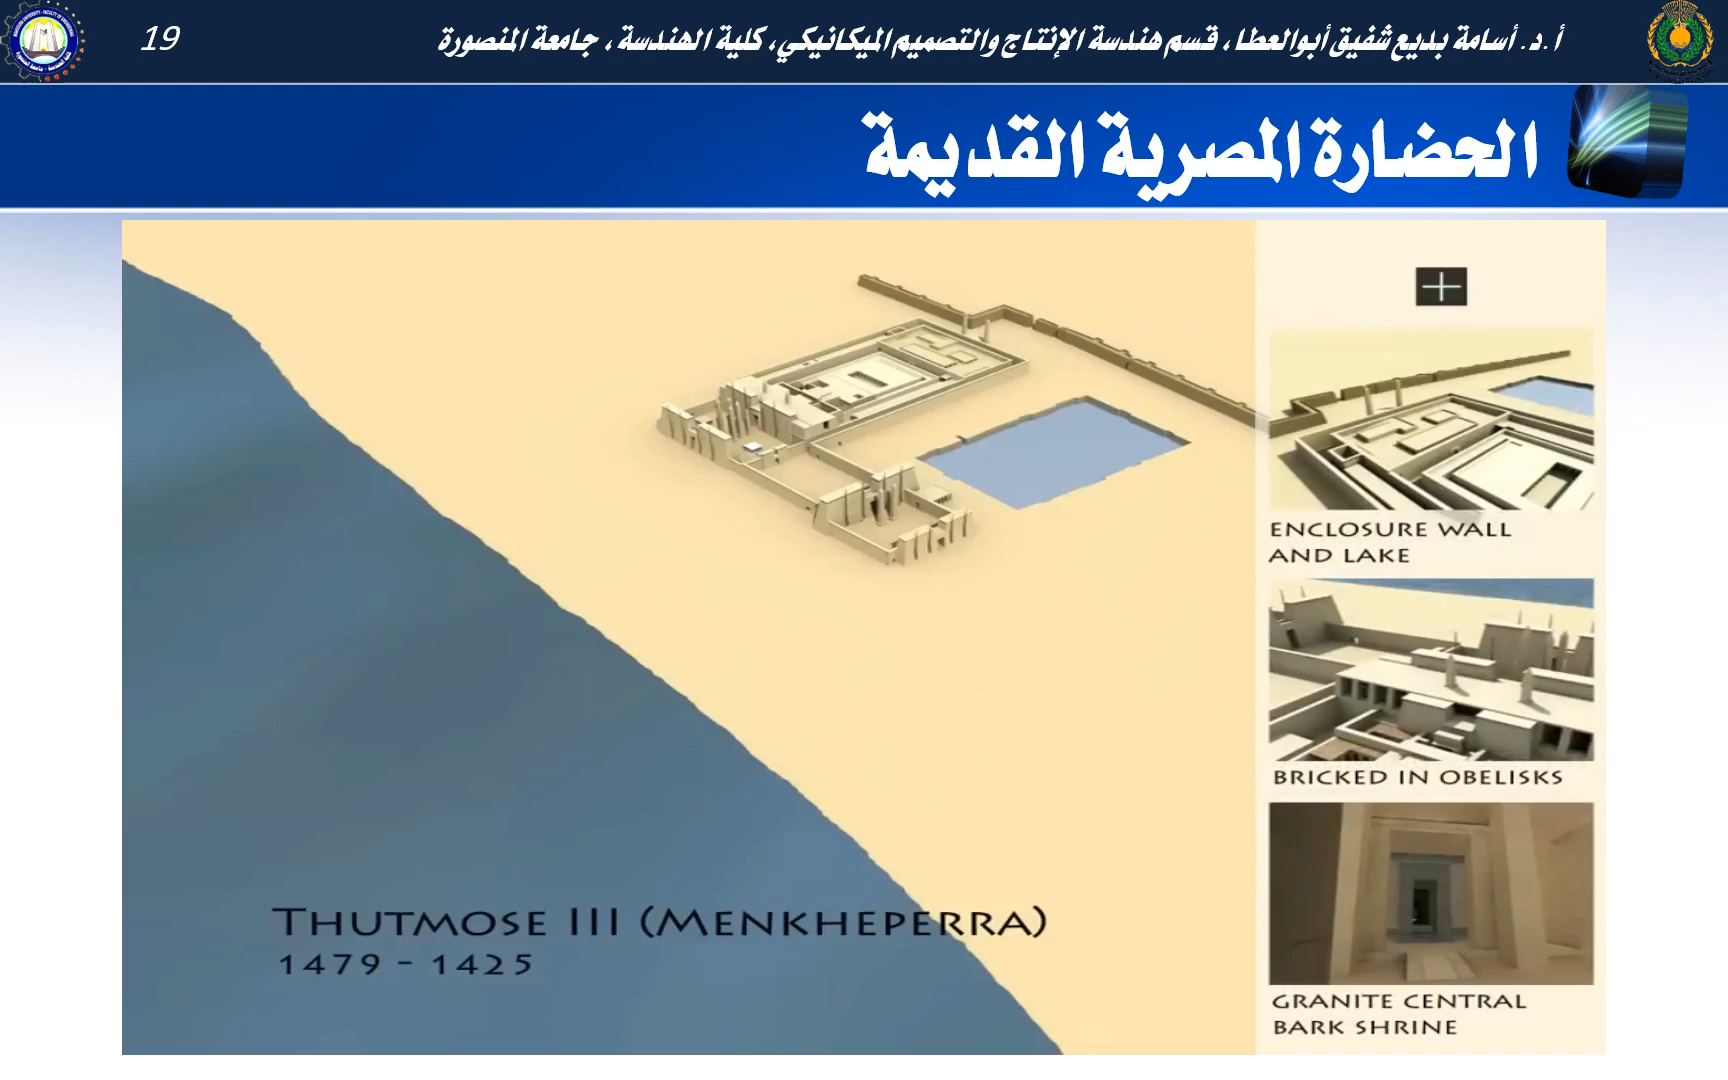 أ.د. أسامة بديع شفيق أبوالعطا، قسم هندسة الإنتاج والتصميم الميكانيكي، كلية الهندسة، جامعة المنصورة
19
الحضارة المصرية القديمة
ENCLOSURE WALL
AND LAKE
BRICKED IN OBELISKS
GRANITE CENTRAL
BARK SHRINE
THUTMOSE III (MENKHEPERRA)
1479 - 1425